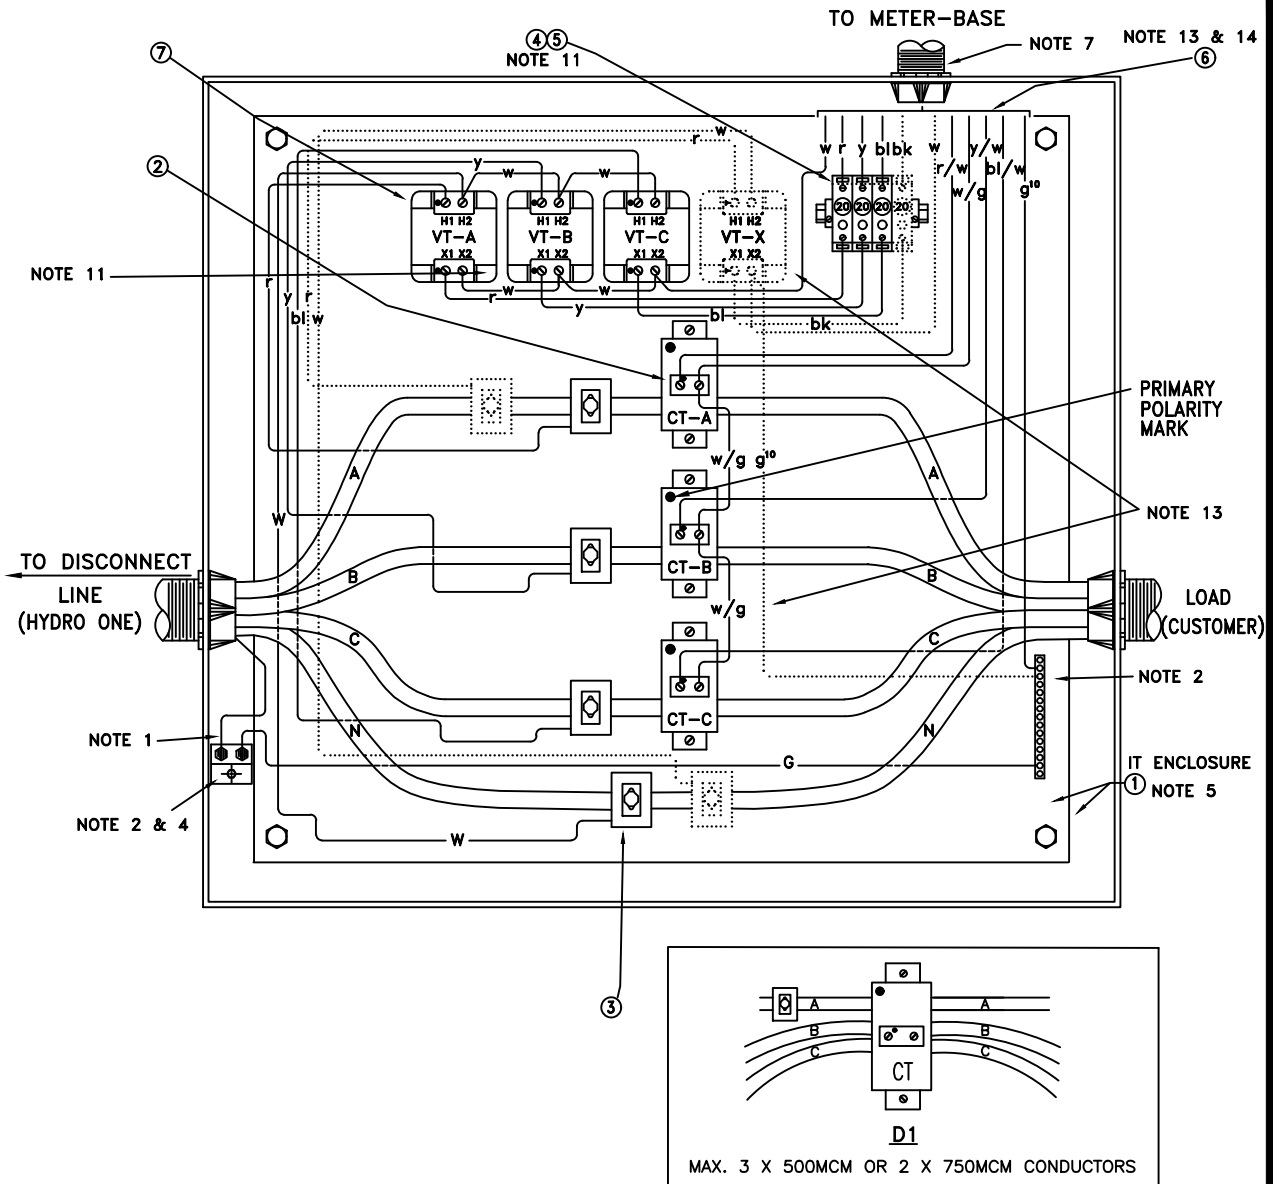 TO METER-BASE
④⑤
NOTE 11
NOTE 7
NOTE 13 & 14
⑥
⑦
②
w r y bl bk w r/w w/g y/w bl/w g¹⁰
w
r
y
w
w
20 20 20 20
H1 H2
VT-A
X1 X2
H1 H2
VT-B
X1 X2
H1 H2
VT-C
X1 X2
H1 H2
VT-X
X1 X2
NOTE 11
r
y
r
bl
w
w
w
r
y
bl
bk
CT-A
PRIMARY
POLARITY
MARK
w/g g¹⁰
A
A
W
NOTE 13
TO DISCONNECT
LINE
(HYDRO ONE)
B
CT-B
B
LOAD
(CUSTOMER)
w/g
C
C
NOTE 2
CT-C
N
N
NOTE 1
G
IT ENCLOSURE
①
NOTE 5
NOTE 2 & 4
W
③
A
A
B
B
C
C
CT
D1
MAX. 3 X 500MCM OR 2 X 750MCM CONDUCTORS